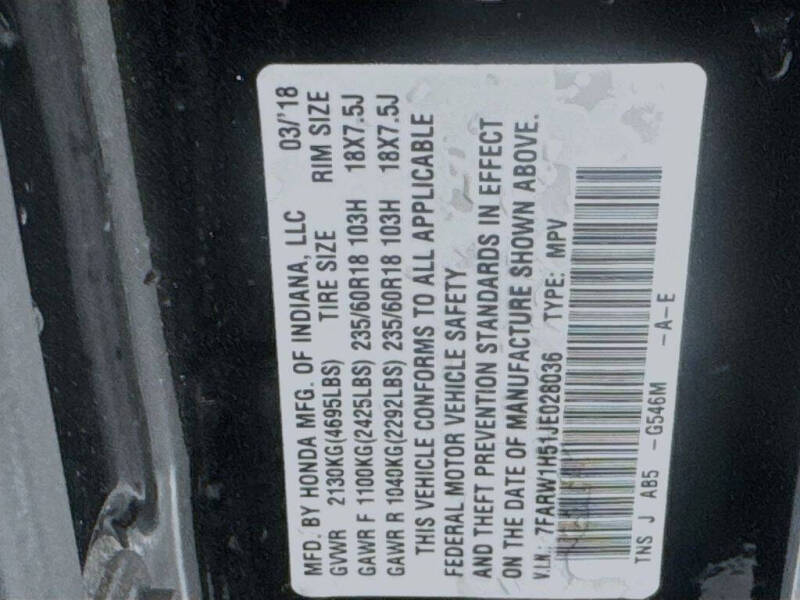 MFD. BY HONDA MFG. OF INDIANA, LLC 03/'18
GVWR 2130KG(4695LBS) TIRE SIZE RIM SIZE
GAWR F 1100KG(2425LBS) 235/60R18 103H 18X7.5J
GAWR R 1040KG(2292LBS) 235/60R18 103H 18X7.5J
THIS VEHICLE CONFORMS TO ALL APPLICABLE
FEDERAL MOTOR VEHICLE SAFETY
AND THEFT PREVENTION STANDARDS IN EFFECT
ON THE DATE OF MANUFACTURE SHOWN ABOVE.
V.I.N.: 7FARW1H51JE028036 TYPE: MPV
TNS J AB5 -G546M -A-E